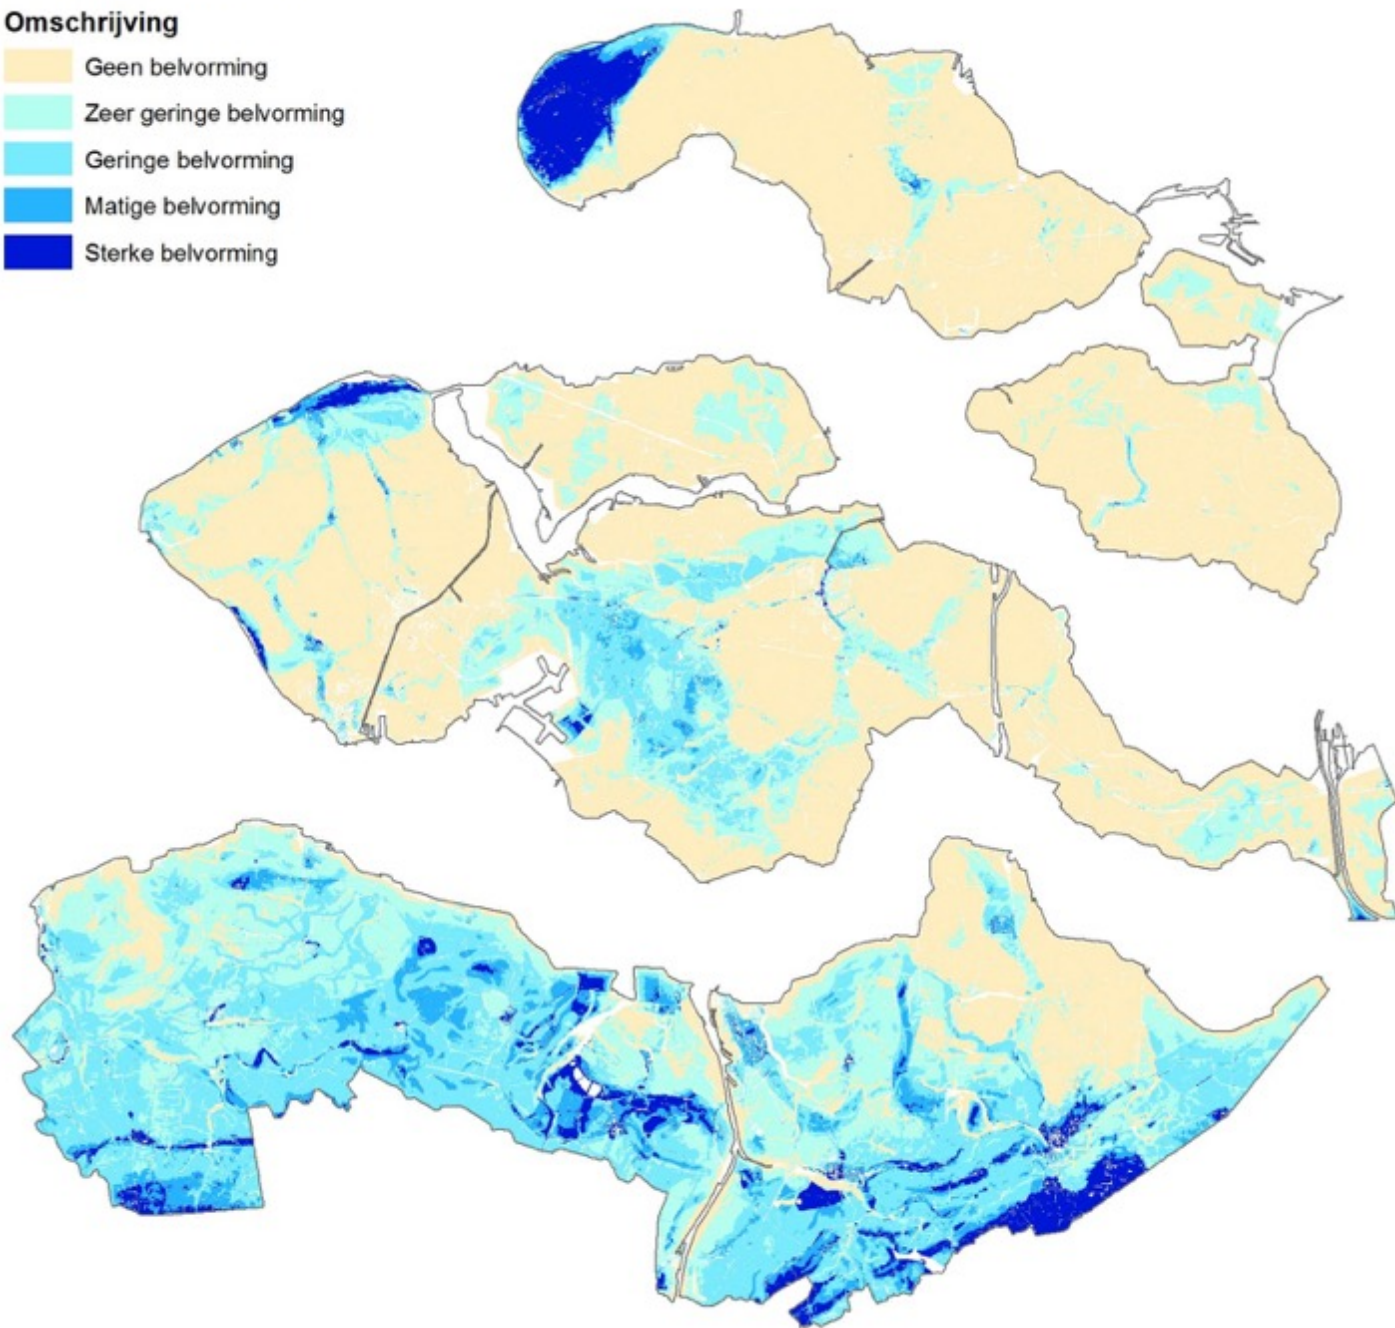 Omschrijving
Geen belvorming
Zeer geringe belvorming
Geringe belvorming
Matige belvorming
Sterke belvorming